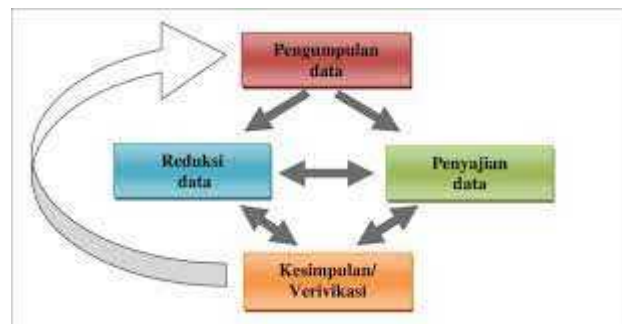 Pengumpulan
data
Reduksi
data
Penyajian
data
Kesimpulan/
Verivikasi